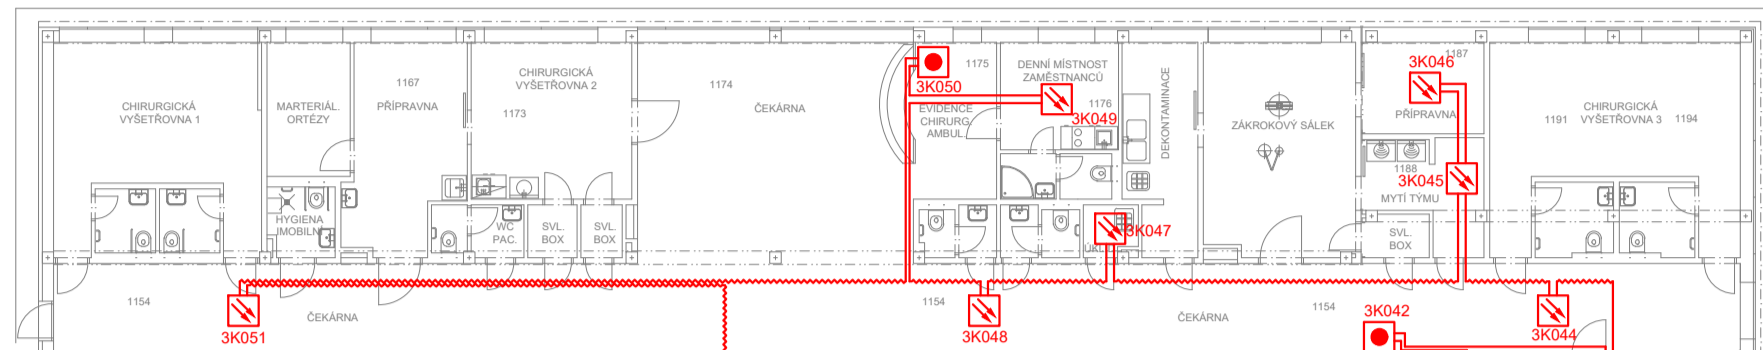 CHIRURGICKÁ
VYŠETŘOVNA 1
MARTERIÁL.
ORTÉZY
1167
PŘÍPRAVNA
CHIRURGICKÁ
VYŠETŘOVNA 2
1173
1174
ČEKÁRNA
3K050
1175
EVIDENCE
CHIRURG.
AMBUL.
DENNÍ MÍSTNOST
ZAMĚSTNANCŮ
1176
3K049
DEKONTAMINACE
ZÁKROKOVÝ SÁLEK
1187
3K046
PŘÍPRAVNA
1188
3K045
MYTÍ TÝMU
CHIRURGICKÁ
VYŠETŘOVNA 3
1191
1194
HYGIENA
IMOBILNÍ
WC
PAC.
SVL.
BOX
SVL.
BOX
3K047
SVL.
BOX
1154
3K051
ČEKÁRNA
1154
3K048
ČEKÁRNA
1154
3K042
3K044